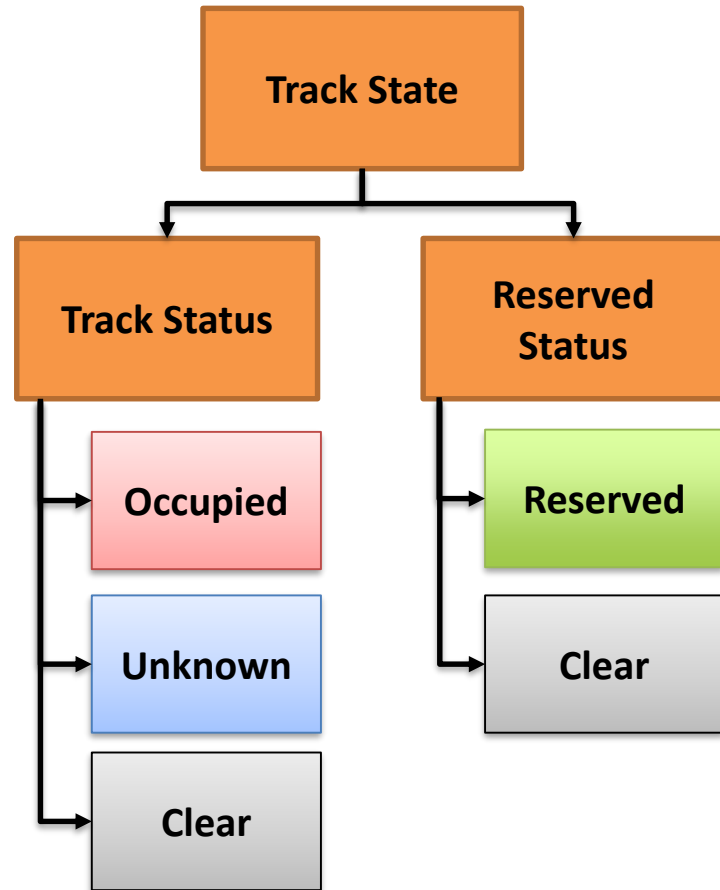 Track State
Track Status
Reserved
Status
Occupied
Reserved
Unknown
Clear
Clear